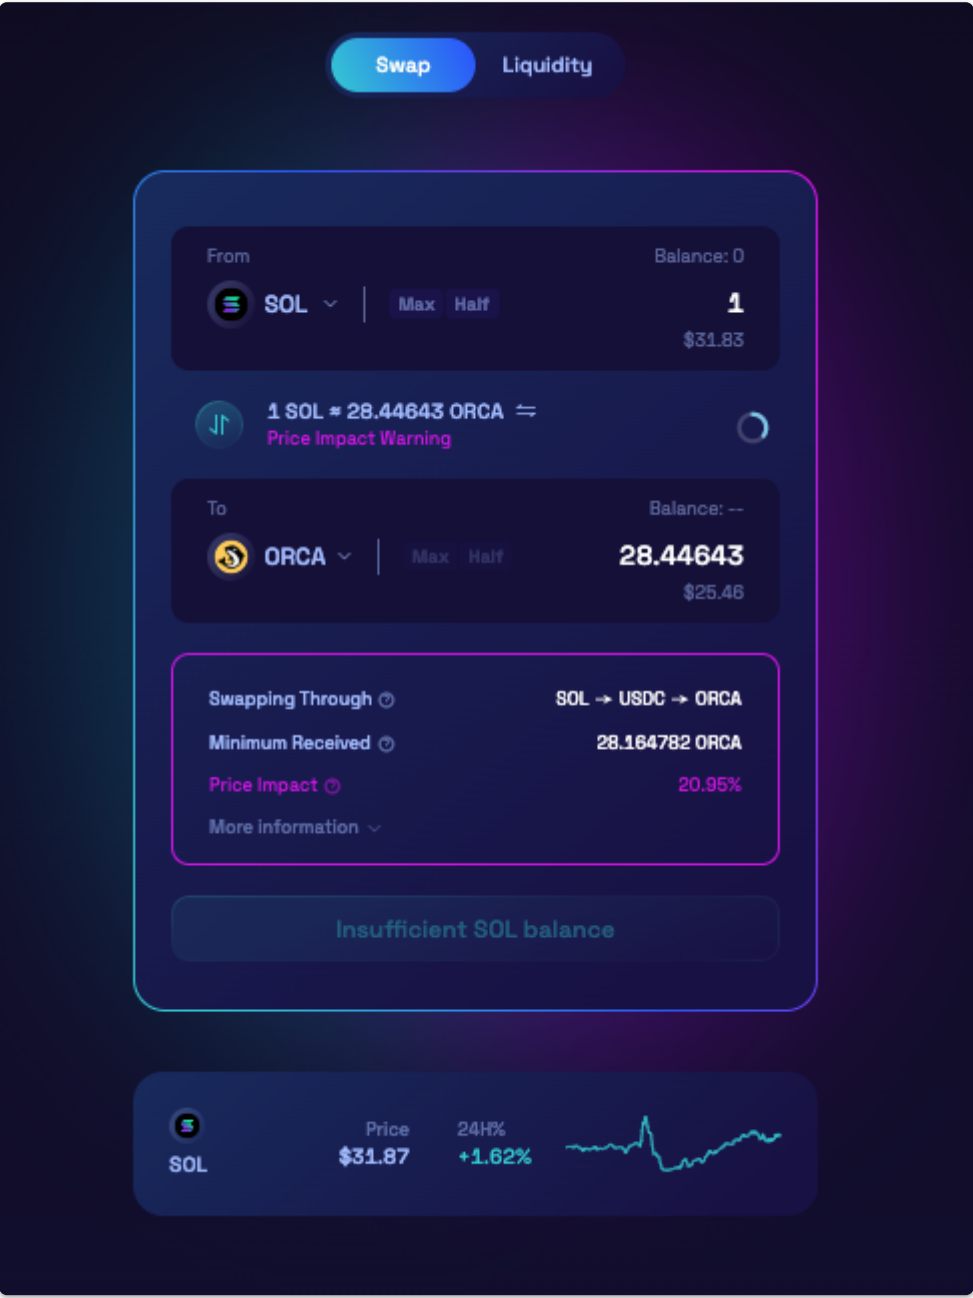 Swap Liquidity
From Balance: 0
SOL Max Half 1
$31.83
1 SOL ≈ 28.44643 ORCA ⇆
Price Impact Warning
To Balance: --
ORCA Max Half 28.44643
$25.46
Swapping Through SOL → USDC → ORCA
Minimum Received 28.164782 ORCA
Price Impact 20.95%
More information
Insufficient SOL balance
Price 24H%
SOL $31.87 +1.62%